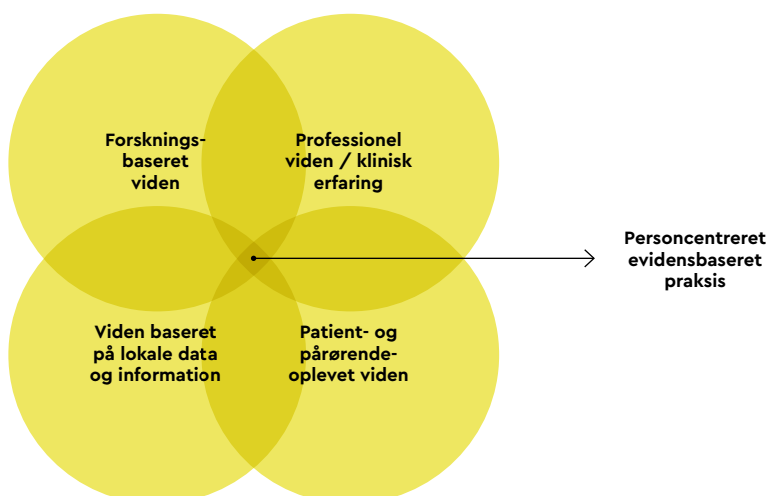 Forsknings-
baseret
viden
Professionel
viden / klinisk
erfaring
Personcentreret
evidensbaseret
praksis
Viden baseret
på lokale data
og information
Patient- og
pårørende-
oplevet viden